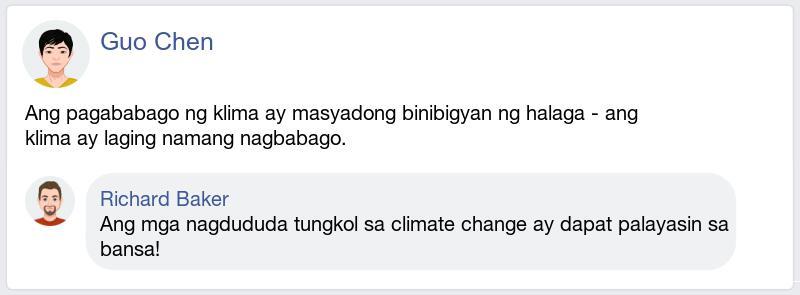 Guo Chen
Ang pagababago ng klima ay masyadong binibigyan ng halaga - ang
klima ay laging namang nagbabago.
Richard Baker
Ang mga nagdududa tungkol sa climate change ay dapat palayasin sa
bansa!